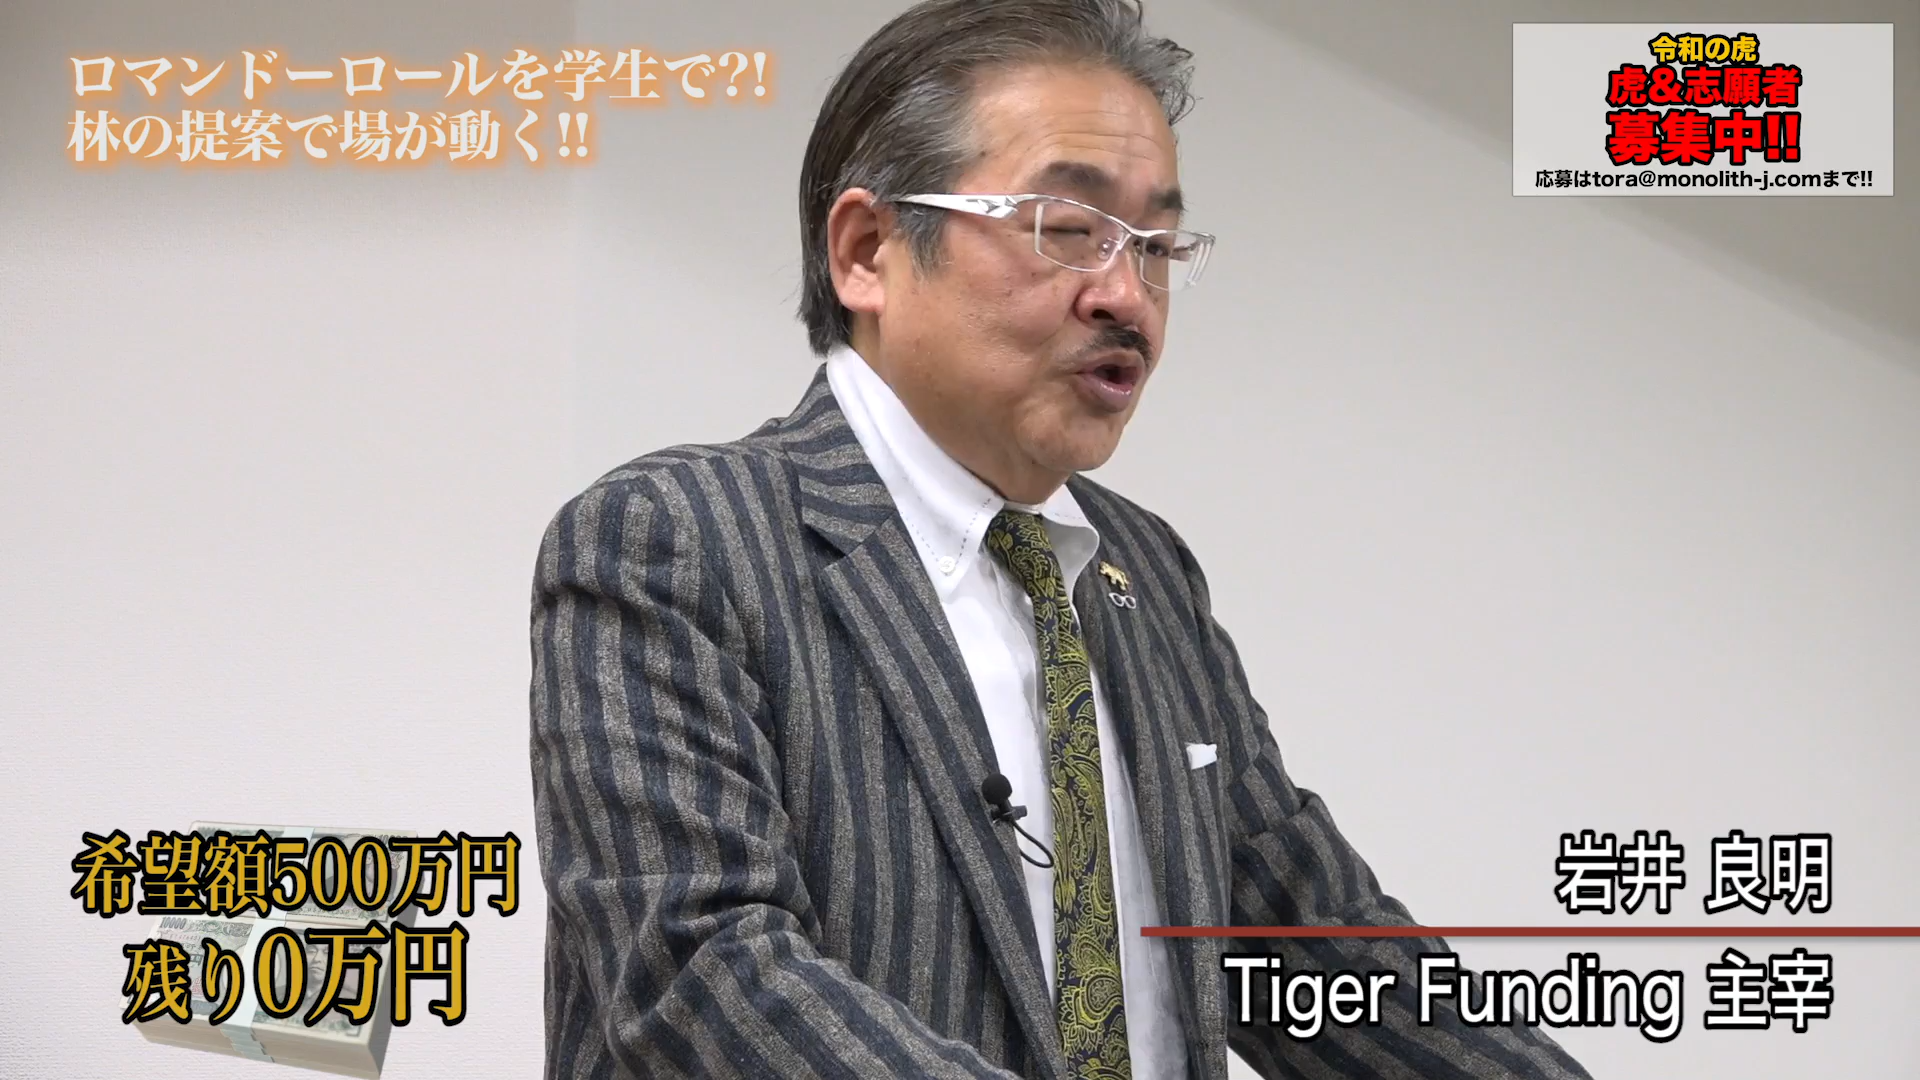 ロマンドーロールを学生で?!
林の提案で場が動く!!
令和の虎
虎&志願者
募集中!!
応募はtora@monolith-j.comまで!!
希望額500万円
残り0万円
岩井 良明
Tiger Funding 主宰
10000